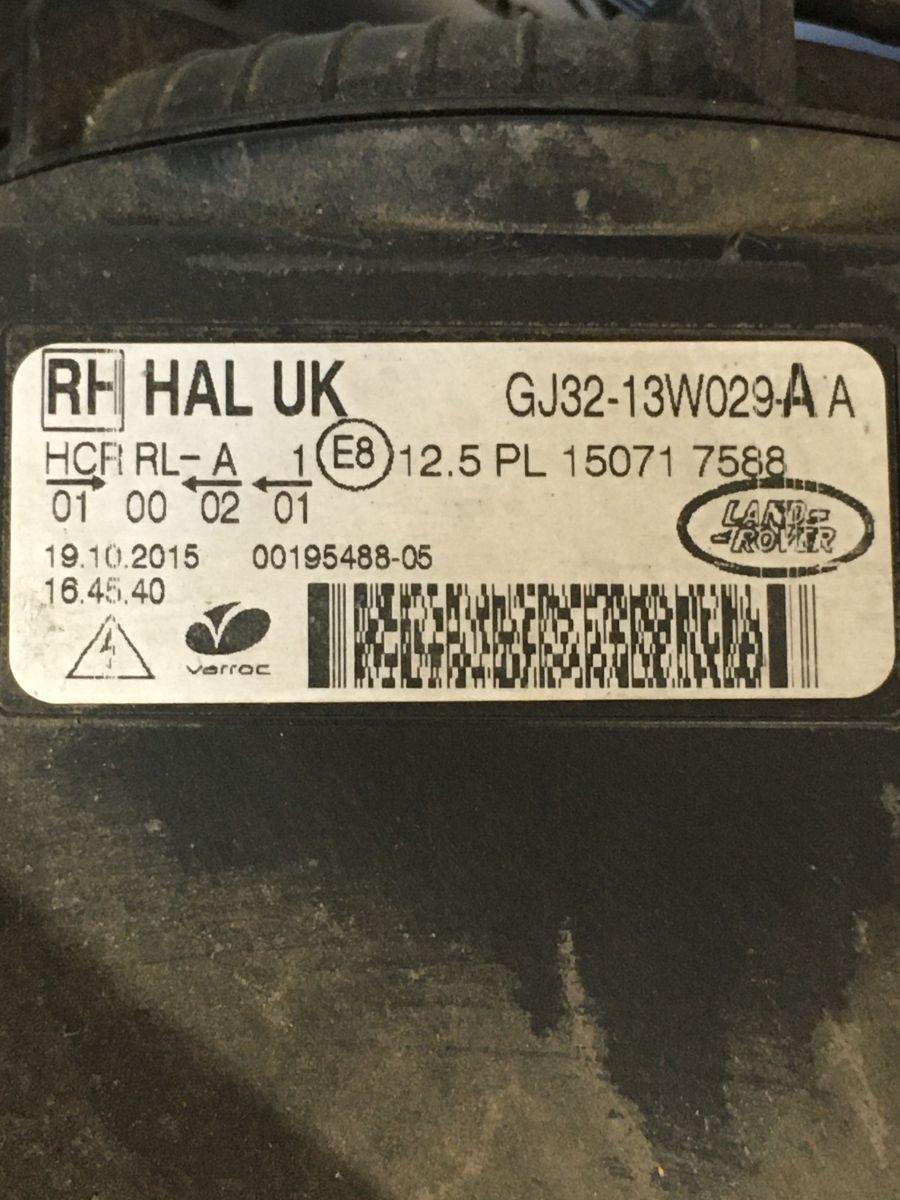 RH HAL UK GJ32-13W029-A A
HCR RL- A 1 E8 12.5 PL 15071 7588
01 00 02 01
LAND-
-ROVER
19.10.2015 00195488-05
16.45.40
varroc